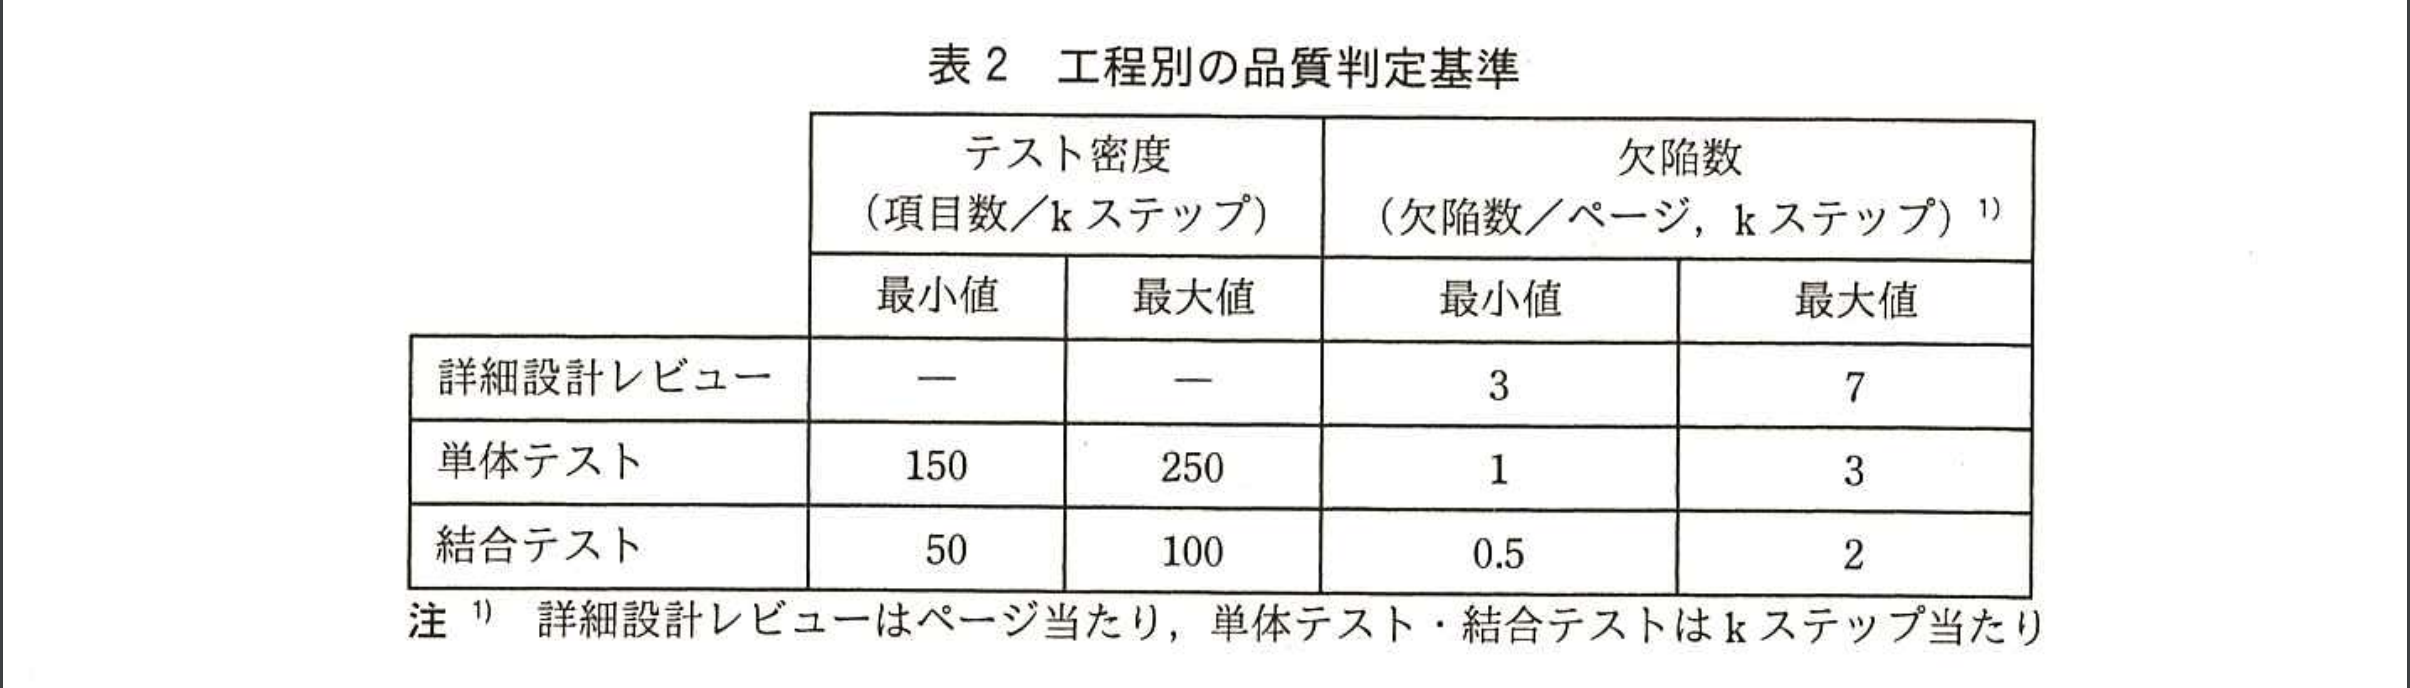 表2　工程別の品質判定基準
テスト密度
（項目数／k ステップ）
欠陥数
（欠陥数／ページ，k ステップ）1)
最小値 最大値 最小値 最大値
詳細設計レビュー — — 3 7
単体テスト 150 250 1 3
結合テスト 50 100 0.5 2
注 1)　詳細設計レビューはページ当たり，単体テスト・結合テストは k ステップ当たり